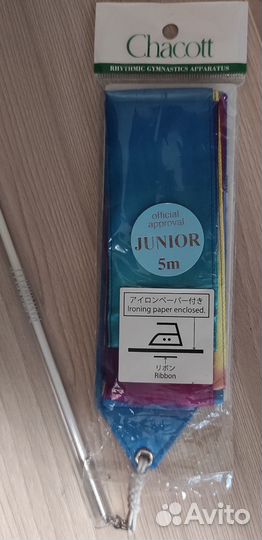 Chacott
RHYTHMIC GYMNASTICS APPARATUS
official
approval
JUNIOR
5m
アイロンペーパー付き
Ironing paper enclosed.
リボン
Ribbon
Avito